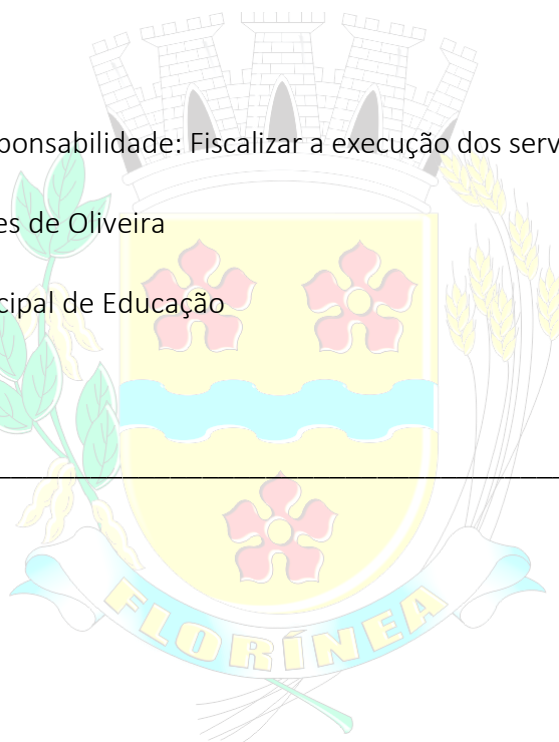 ponsabilidade: Fiscalizar a execução dos serv
es de Oliveira
cipal de Educação
FLORÍNEA